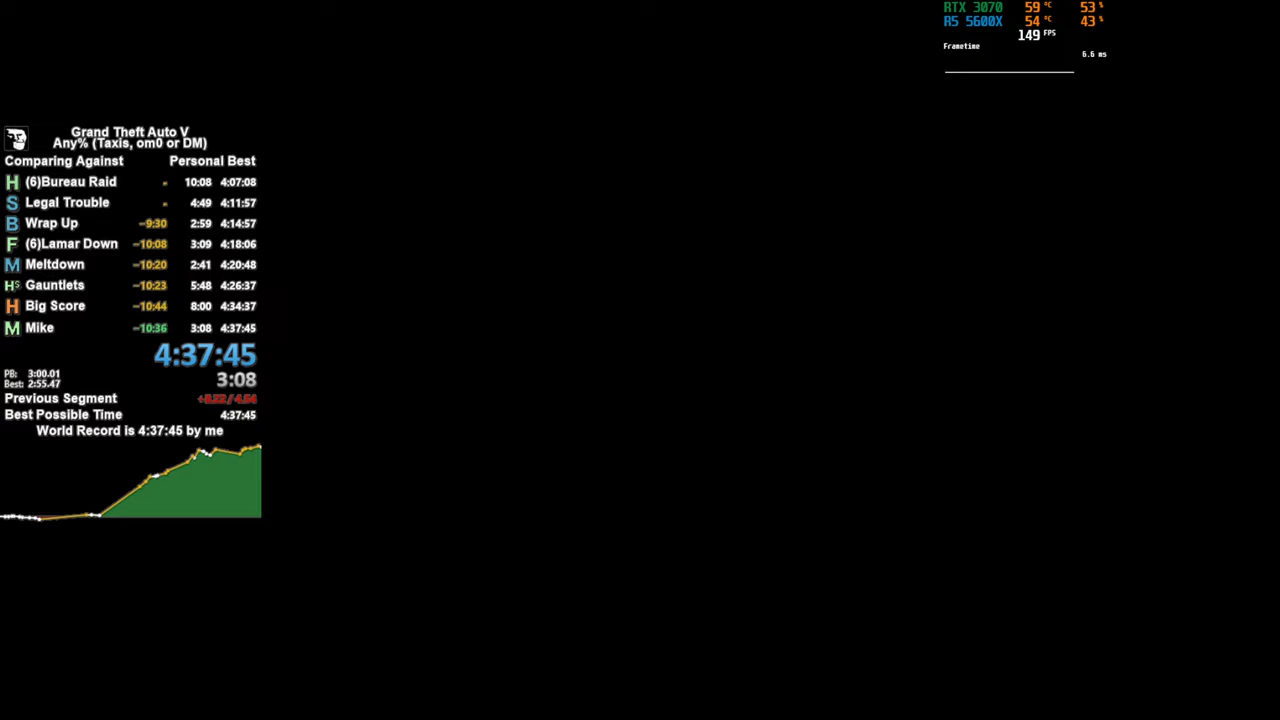 RTX 3070 59 °C 53 %
R5 5600X 54 °C 43 %
149 FPS
Frametime
6.6 ms
Grand Theft Auto V
Any% (Taxis, om0 or DM)
Comparing Against Personal Best
H (6)Bureau Raid - 10:08 4:07:08
S Legal Trouble - 4:49 4:11:57
B Wrap Up −9:30 2:59 4:14:57
F (6)Lamar Down −10:08 3:09 4:18:06
M Meltdown −10:20 2:41 4:20:48
HS Gauntlets −10:23 5:48 4:26:37
H Big Score −10:44 8:00 4:34:37
M Mike −10:36 3:08 4:37:45
4:37:45
PB: 3:00.01
3:08
Best: 2:55.47
Previous Segment
Best Possible Time 4:37:45
World Record is 4:37:45 by me